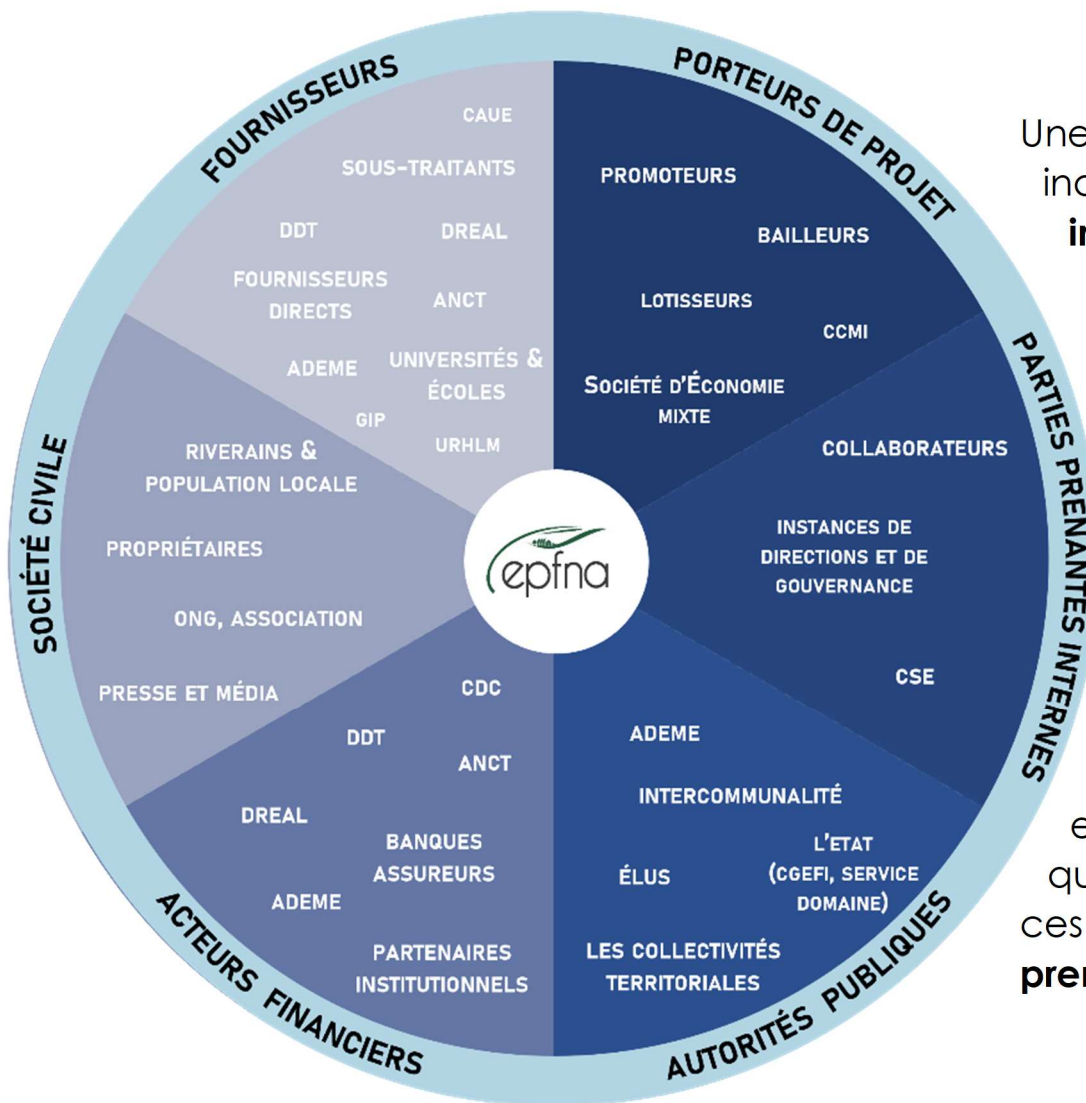 FOURNISSEURS
CAUE
SOUS-TRAITANTS
DDT
DREAL
FOURNISSEURS
DIRECTS
ANCT
ADEME
UNIVERSITÉS &
ÉCOLES
GIP
URHLM
PORTEURS DE PROJET
PROMOTEURS
BAILLEURS
LOTISSEURS
CCMI
SOCIÉTÉ D'ÉCONOMIE
MIXTE
PARTIES PRENANTES INTERNES
COLLABORATEURS
INSTANCES DE
DIRECTIONS ET DE
GOUVERNANCE
CSE
AUTORITÉS PUBLIQUES
ADEME
INTERCOMMUNALITÉ
ÉLUS
L'ETAT
(CGEFI, SERVICE
DOMAINE)
LES COLLECTIVITÉS
TERRITORIALES
ACTEURS FINANCIERS
CDC
DDT
ANCT
DREAL
BANQUES
ASSUREURS
ADEME
PARTENAIRES
INSTITUTIONNELS
SOCIÉTÉ CIVILE
RIVERAINS &
POPULATION LOCALE
PROPRIÉTAIRES
ONG, ASSOCIATION
PRESSE ET MÉDIA
epfna
Une
ces